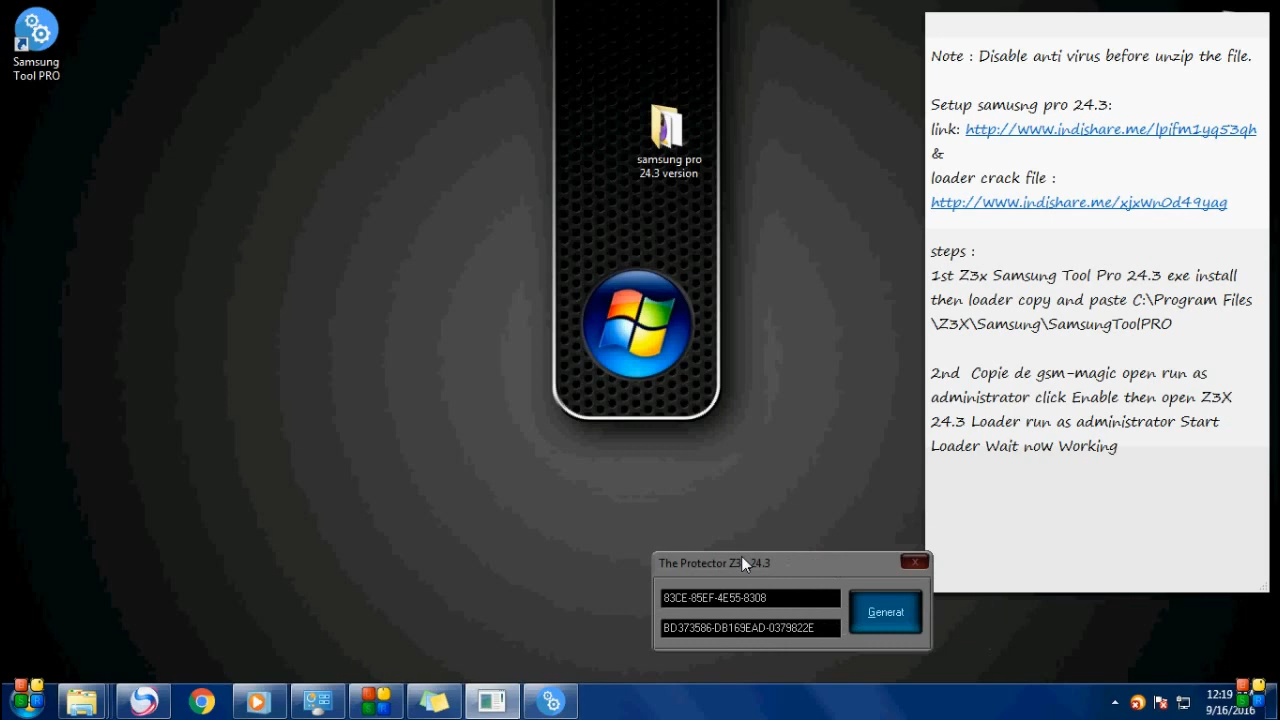 Samsung
Tool PRO
samsung pro
24.3 version
Note : Disable anti virus before unzip the file.
Setup samusng pro 24.3:
link: http://www.indishare.me/lpifm1yq53qh
&
loader crack file :
http://www.indishare.me/xjxwn0d49yag
steps :
1st Z3x Samsung Tool Pro 24.3 exe install
then loader copy and paste C:\Program Files
\Z3X\Samsung\SamsungToolPRO
2nd Copie de gsm-magic open run as
administrator click Enable then open Z3X
24.3 Loader run as administrator Start
Loader Wait now Working
The Protector 24.3
X
83CE-85EF-4E55-8308
Generat
BD373586-DB169EAD-0379822E
12:19
9/16/2016